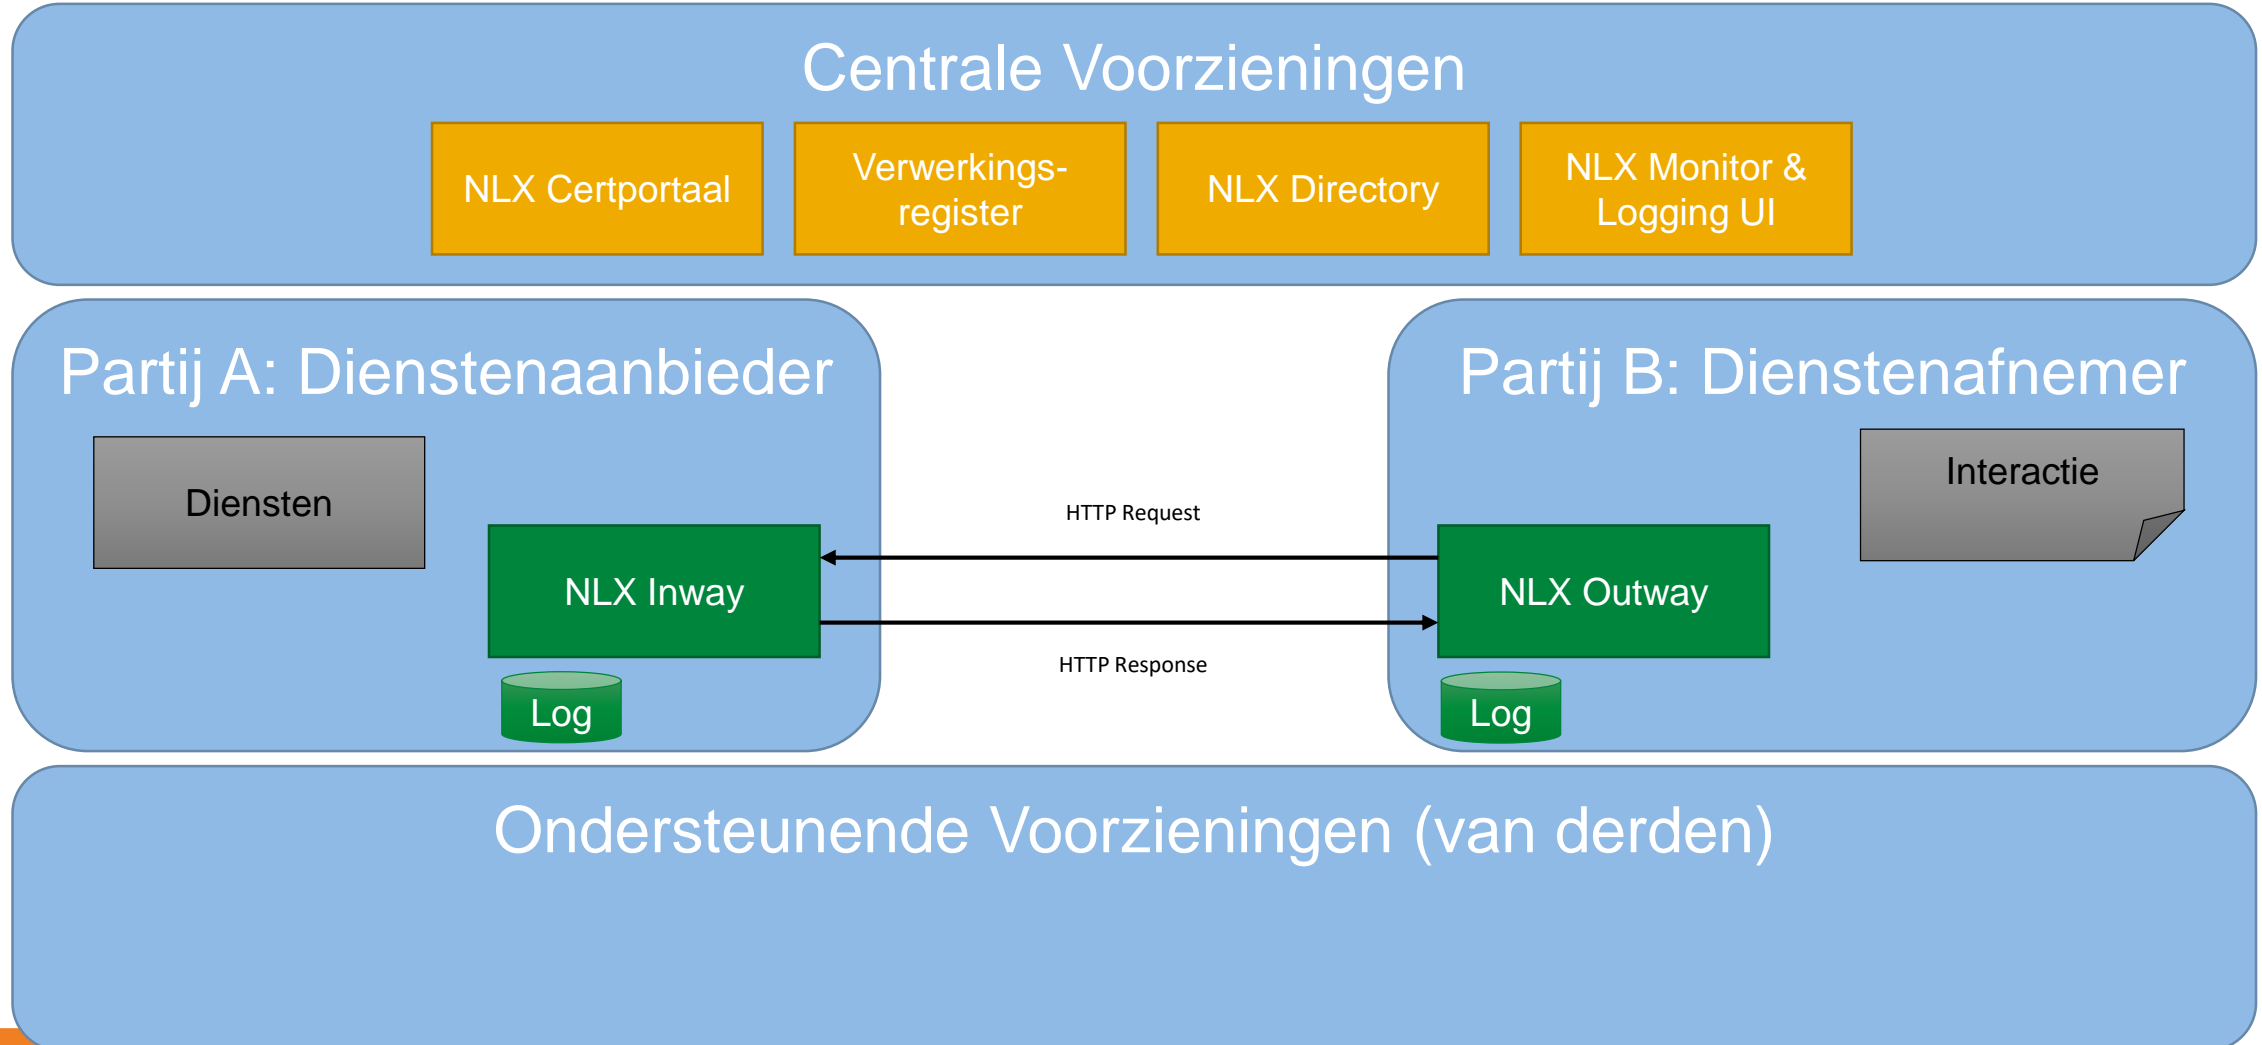 Centrale Voorzieningen
NLX Certportaal
Verwerkings-
register
NLX Directory
NLX Monitor &
Logging UI
Partij A: Dienstenaanbieder
Diensten
NLX Inway
Log
HTTP Request
HTTP Response
Partij B: Dienstenafnemer
Interactie
NLX Outway
Log
Ondersteunende Voorzieningen (van derden)